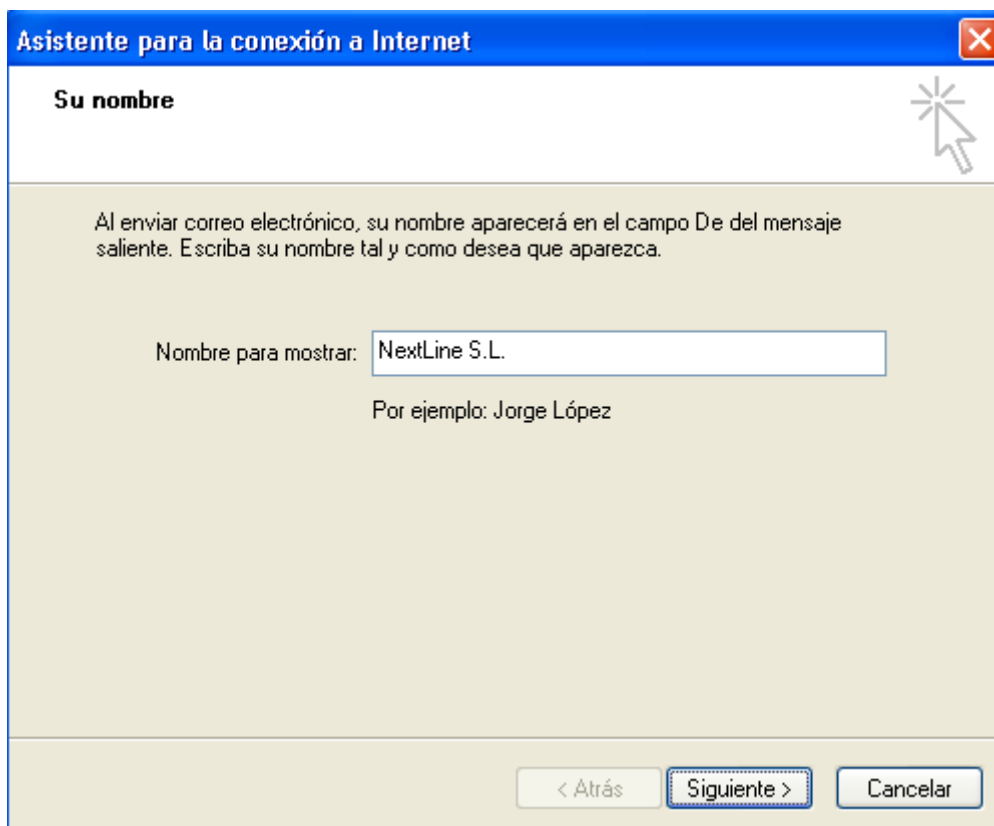 Asistente para la conexión a Internet
Su nombre
Al enviar correo electrónico, su nombre aparecerá en el campo De del mensaje
saliente. Escriba su nombre tal y como desea que aparezca.
Nombre para mostrar: NextLine S.L.
Por ejemplo: Jorge López
< Atrás Siguiente > Cancelar